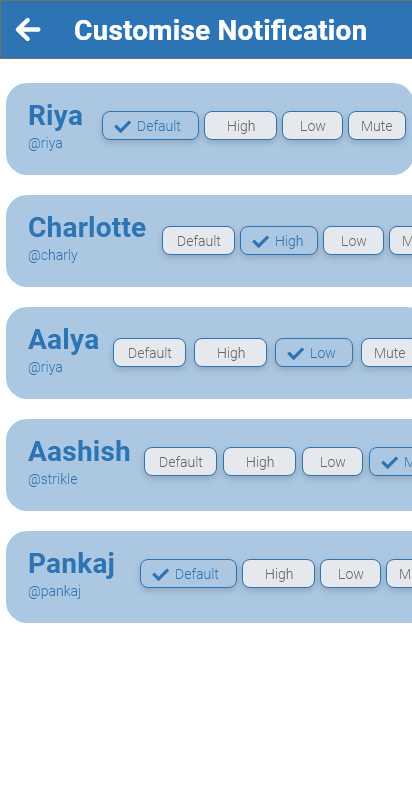 Customise Notification
Riya
Default High Low Mute
@riya
Charlotte
Default High Low M
@charly
Aalya
Default High Low Mute
@riya
Aashish
Default High Low M
@strikle
Pankaj
Default High Low M
@pankaj